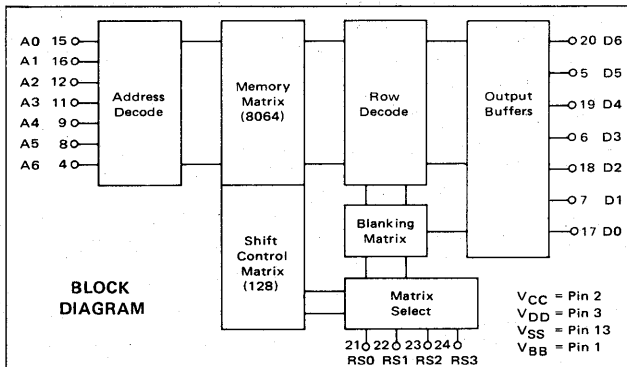 A0 15
A1 16
A2 12
A3 11
A4 9
A5 8
A6 4
Address
Decode
Memory
Matrix
(8064)
Row
Decode
Output
Buffers
20 D6
5 D5
19 D4
6 D3
18 D2
7 D1
17 D0
Shift
Control
Matrix
(128)
Blanking
Matrix
Matrix
Select
BLOCK
DIAGRAM
21 22 23 24
RS0 RS1 RS2 RS3
VCC = Pin 2
VDD = Pin 3
VSS = Pin 13
VBB = Pin 1